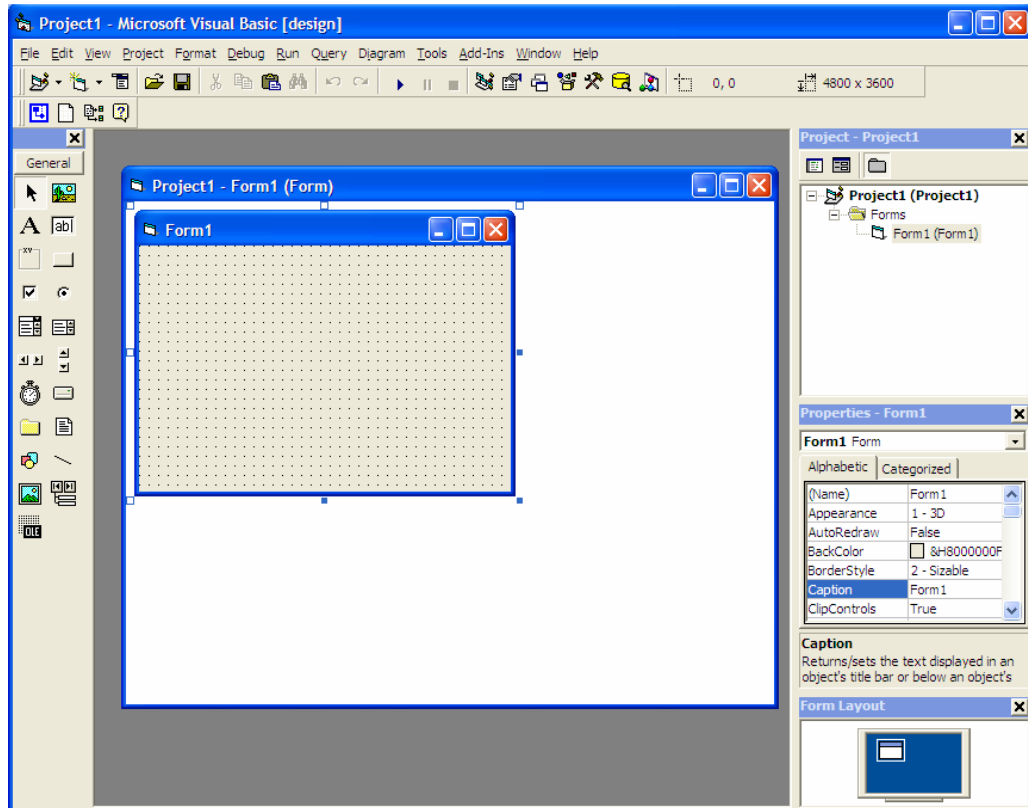 Project1 - Microsoft Visual Basic [design]
File Edit View Project Format Debug Run Query Diagram Tools Add-Ins Window Help
0, 0
4800 x 3600
General
A
ab
xv
OLE
Project1 - Form1 (Form)
Form1
Project - Project1
Project1 (Project1)
Forms
Form1 (Form1)
Properties - Form1
Form1 Form
Alphabetic Categorized
(Name) Form1
Appearance 1 - 3D
AutoRedraw False
BackColor &H8000000F
BorderStyle 2 - Sizable
Caption Form1
ClipControls True
Caption
Returns/sets the text displayed in an
object's title bar or below an object's
Form Layout